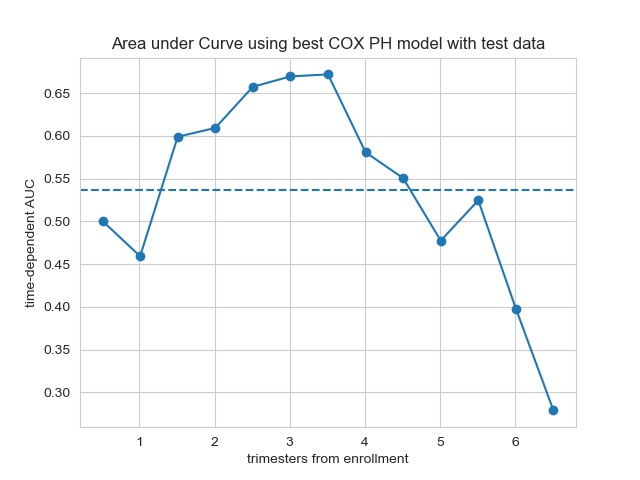 Area under Curve using best COX PH model with test data
time-dependent AUC
0.65
0.60
0.55
0.50
0.45
0.40
0.35
0.30
1 2 3 4 5 6
trimesters from enrollment